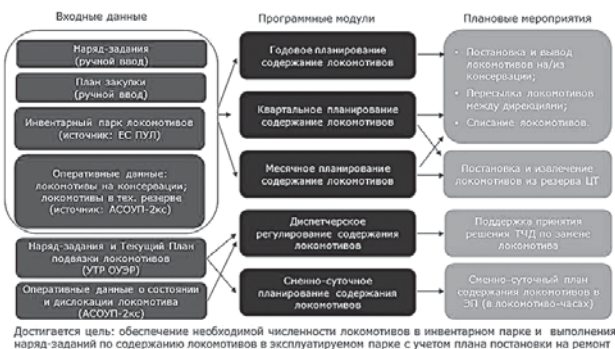 Входные данные
Программные модули
Плановые мероприятия
Наряд-задания
(ручной ввод)
План закупки
(ручной ввод)
Инвентарный парк локомотивов
(источник: ЕС ПУЛ)
Оперативные данные:
локомотивы на консервации;
локомотивы в тех. резерве
(источник: АСОУП-2кс)
Наряд-задания и Текущий План
подвязки локомотивов
(УТР ОУЭР)
Оперативные данные о состоянии
и дислокации локомотива
(АСОУП-2кс)
Годовое планирование
содержание локомотивов
Квартальное планирование
содержание локомотивов
Месячное планирование
содержание локомотивов
Диспетчерское
регулирование содержания
локомотивов
Сменно-суточное
планирование содержания
локомотивов
• Постановка и вывод
локомотивов на/из
консервации;
• Пересылка локомотивов
между дирекциями;
• Списание локомотивов.
Постановка и извлечение
локомотивов из резерва ЦТ
Поддержка принятия
решения ТЧД по замене
локомотива
Сменно-суточный план
содержания локомотивов в
ЭП (в локомотиво-часах)
Достигается цель: обеспечение необходимой численности локомотивов в инвентарном парке и выполнения
наряд-заданий по содержанию локомотивов в эксплуатируемом парке с учетом плана постановки на ремонт